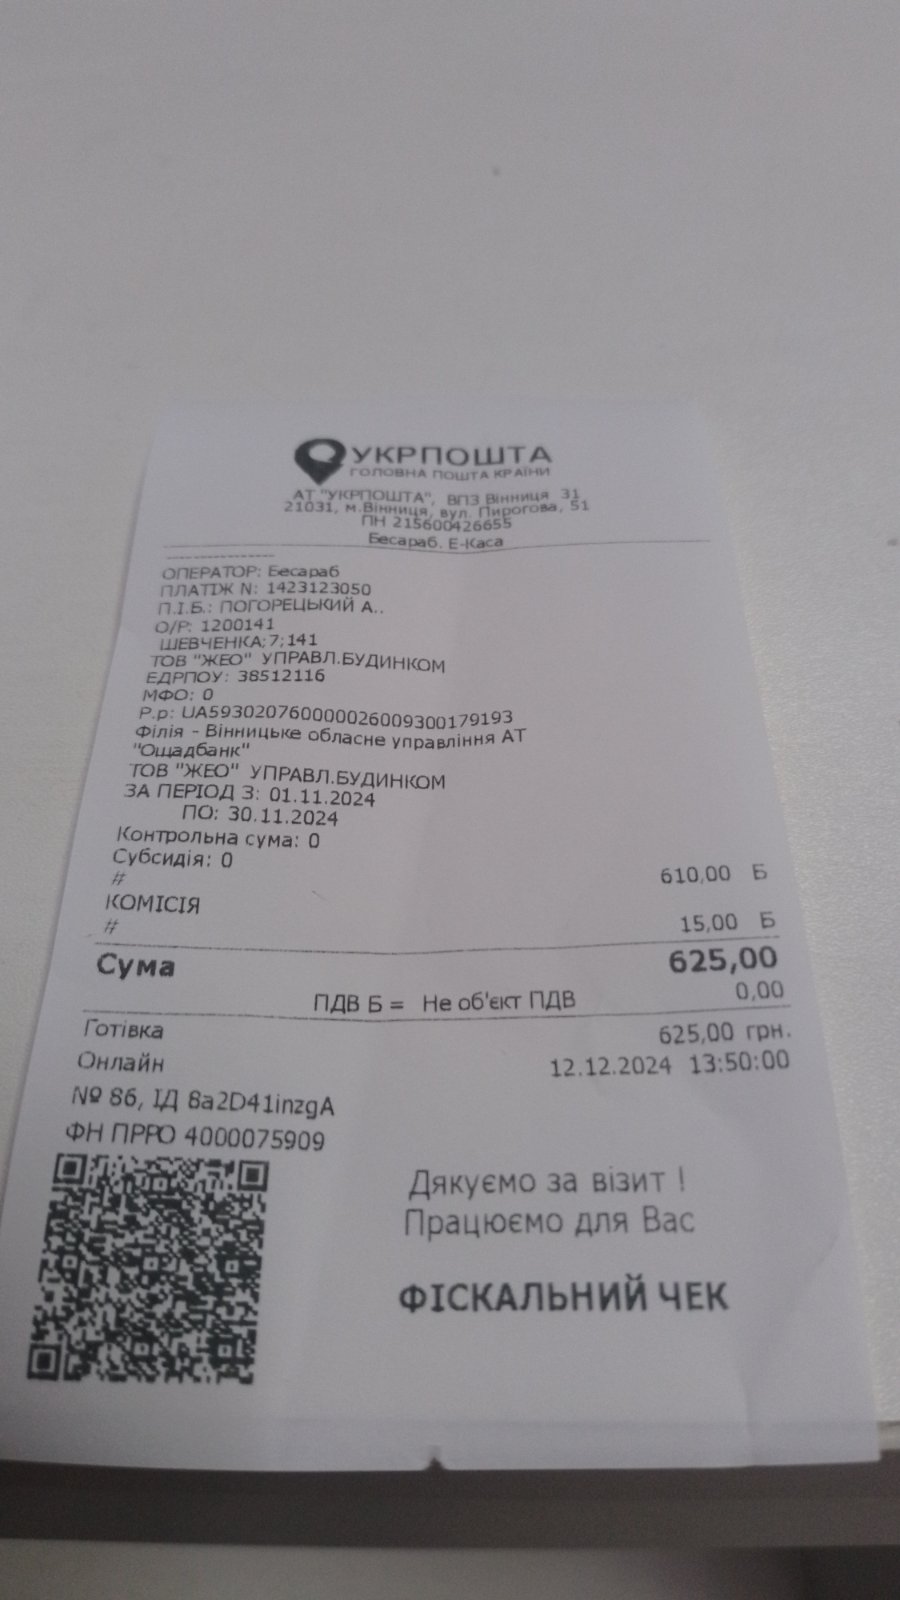 УКРПОШТА
ГОЛОВНА ПОШТА КРАЇНИ
АТ "УКРПОШТА", ВПЗ Вінниця 31
21031, м.Вінниця, вул. Пирогова, 51
ПН 215600426655
Бесараб. Е-Каса
--------------------
ОПЕРАТОР: Бесараб
ПЛАТІЖ N: 1423123050
П.І.Б.: ПОГОРЕЦЬКИЙ А..
О/Р: 1200141
ШЕВЧЕНКА;7;141
ТОВ "ЖЕО" УПРАВЛ.БУДИНКОМ
ЕДРПОУ: 38512116
МФО: 0
Р.р: UA593020760000026009300179193
Філія - Вінницьке обласне управління АТ
"Ощадбанк"
ТОВ "ЖЕО" УПРАВЛ.БУДИНКОМ
ЗА ПЕРІОД З: 01.11.2024
ПО: 30.11.2024
Контрольна сума: 0
Субсидія: 0
# 610,00 Б
КОМІСІЯ
# 15,00 Б
Сума 625,00
ПДВ Б = Не об'єкт ПДВ 0,00
Готівка 625,00 грн.
Онлайн 12.12.2024 13:50:00
№ 86, ІД 8a2D41inzgA
ФН ПРРО 4000075909
Дякуємо за візит !
Працюємо для Вас
ФІСКАЛЬНИЙ ЧЕК